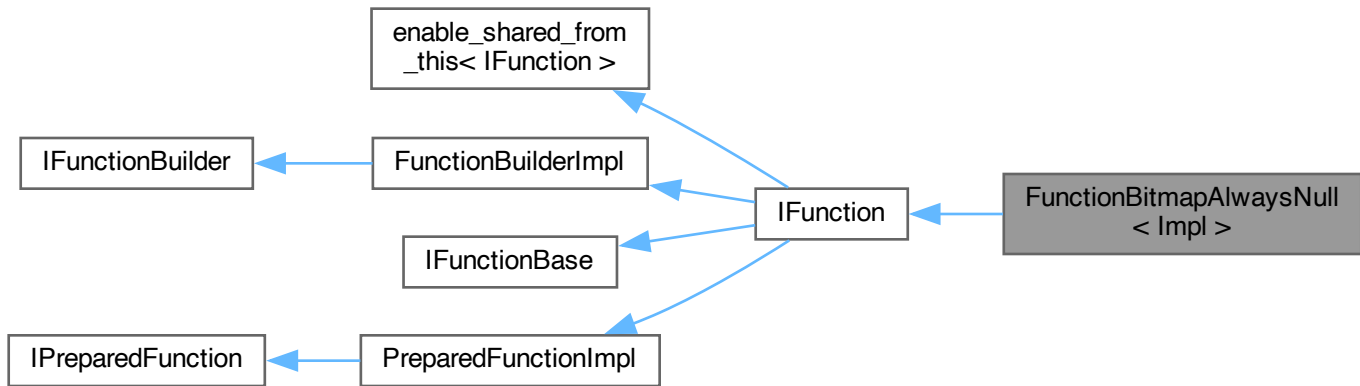 enable_shared_from
_this< IFunction >
IFunctionBuilder
FunctionBuilderImpl
IFunction
FunctionBitmapAlwaysNull
< Impl >
IFunctionBase
IPreparedFunction
PreparedFunctionImpl